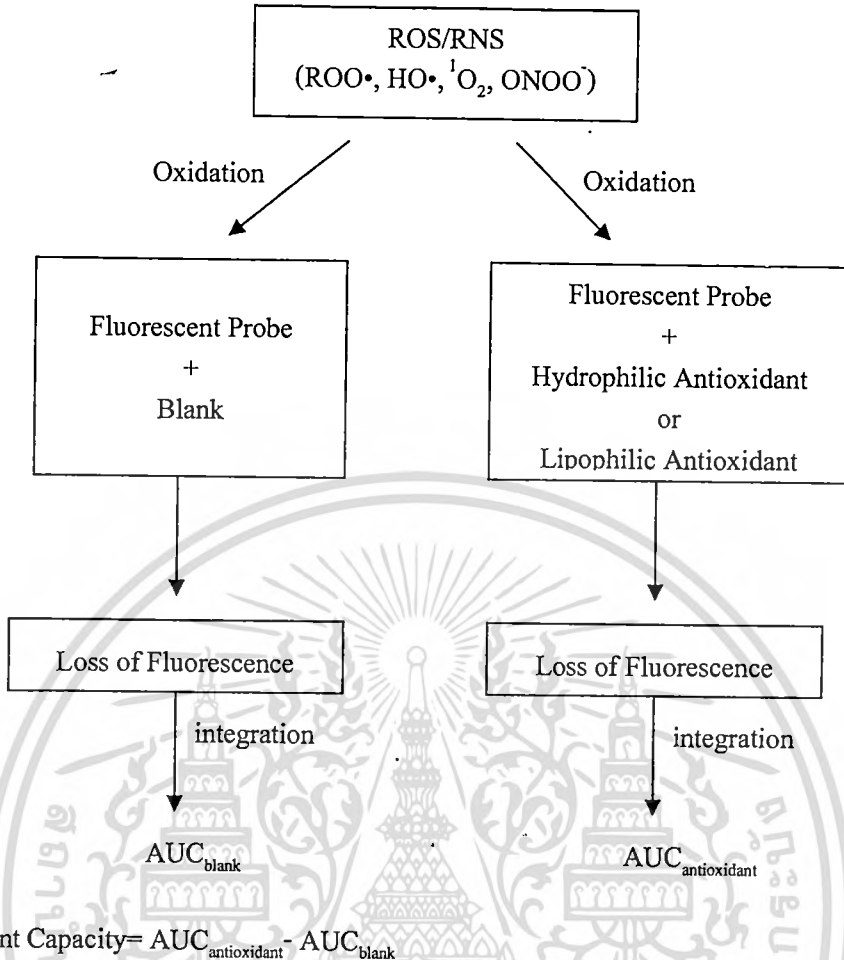 ROS/RNS
(ROO•, HO•, ¹O₂, ONOO⁻)
Oxidation
Oxidation
Fluorescent Probe
+
Blank
Fluorescent Probe
+
Hydrophilic Antioxidant
or
Lipophilic Antioxidant
Loss of Fluorescence
Loss of Fluorescence
integration
integration
AUC_blank
AUC_antioxidant
nt Capacity= AUC_antioxidant- AUC_blank